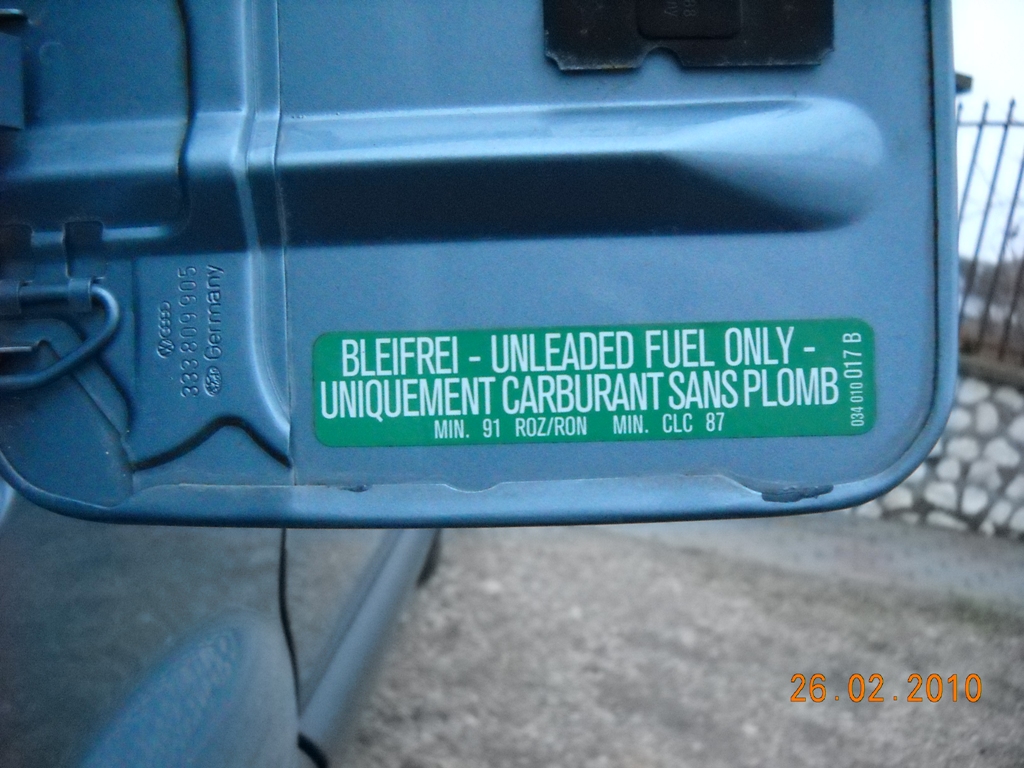 BLEIFREI - UNLEADED FUEL ONLY -
UNIQUEMENT CARBURANT SANS PLOMB
MIN. 91 ROZ/RON MIN. CLC 87
034 010 017 B
333 809 905
Germany
26.02.2010